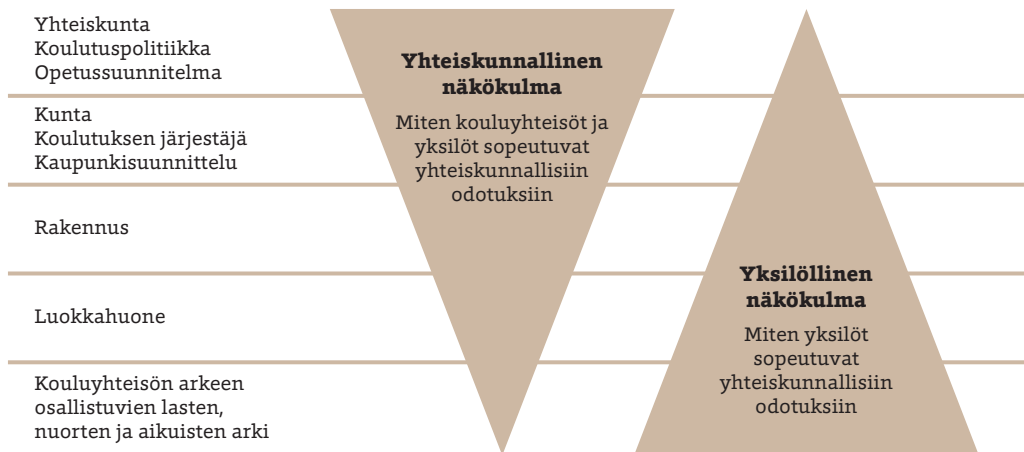 Yhteiskunta
Koulutuspolitiikka
Opetussuunnitelma
Kunta
Koulutuksen järjestäjä
Kaupunkisuunnittelu
Rakennus
Luokkahuone
Kouluyhteisön arkeen
osallistuvien lasten,
nuorten ja aikuisten arki
Yhteiskunnallinen
näkökulma
Miten kouluyhteisöt ja
yksilöt sopeutuvat
yhteiskunnallisiin
odotuksiin
Yksilöllinen
näkökulma
Miten yksilöt
sopeutuvat
yhteiskunnallisiin
odotuksiin